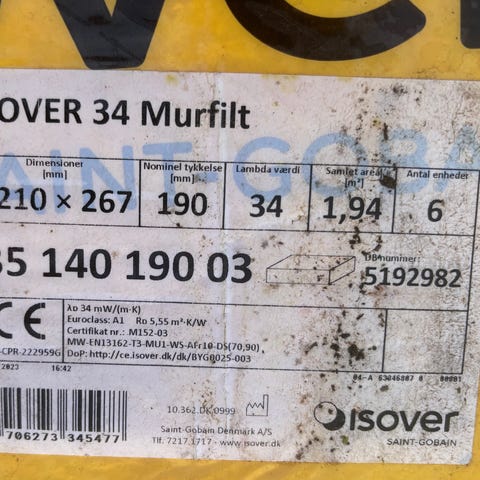 OVER 34 Murfilt
Dimensioner [mm] Nominel tykkelse [mm] Lambda værdi Samlet areal [m²] Antal enheder
210 × 267 190 34 1,94 6
35 140 190 03
DB nummer: 5192982
CE
λD 34 mW/(m·K)
Euroclass: A1 RD 5,55 m²·K/W
Certifikat nr.: M152-03
MW-EN13162-T3-MU1-WS-AFr10-DS(70,90)
DoP: http://ce.isover.dk/dk/BYG0025-003
-CPR-222959G
2023 16:42
706273 345477
10.362.DK.0999
Saint-Gobain Denmark A/S
Tlf. 7217 1717 - www.isover.dk
isover
SAINT-GOBAIN